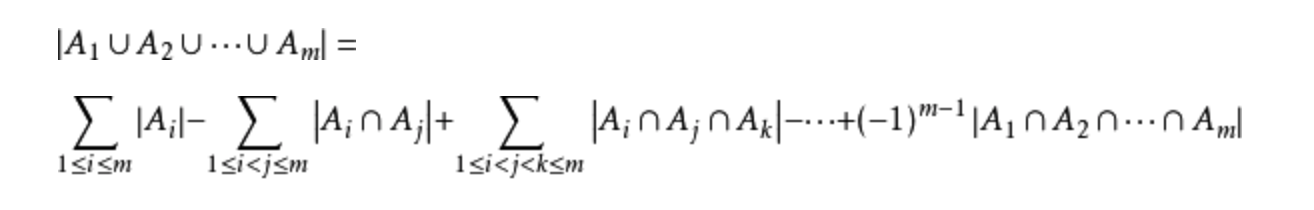 |A₁ ∪ A₂ ∪ ⋯ ∪ Aₘ| =
∑_{1≤i≤m} |Aᵢ| − ∑_{1≤i<j≤m} |Aᵢ ∩ Aⱼ| + ∑_{1≤i<j<k≤m} |Aᵢ ∩ Aⱼ ∩ Aₖ| − ⋯ + (−1)^{m−1} |A₁ ∩ A₂ ∩ ⋯ ∩ Aₘ|